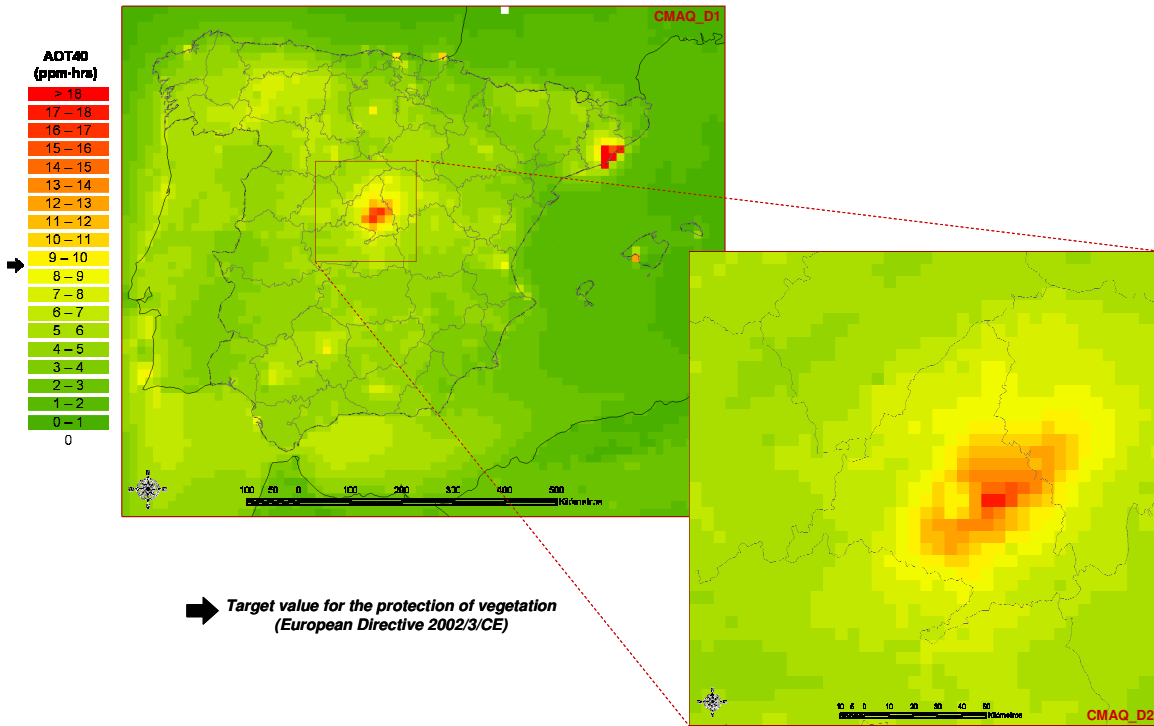 CMAQ_D1
AOT40
(ppm·hrs)
> 18
17 – 18
16 – 17
15 – 16
14 – 15
13 – 14
12 – 13
11 – 12
10 – 11
9 – 10
8 – 9
7 – 8
6 – 7
5 6
4 – 5
3 – 4
2 – 3
1 – 2
0 – 1
0
N
100 50 0 100 200 300 400 500
Kilómetros
Target value for the protection of vegetation
(European Directive 2002/3/CE)
N
10 5 0 10 20 30 40 50
Kilómetros
CMAQ_D2